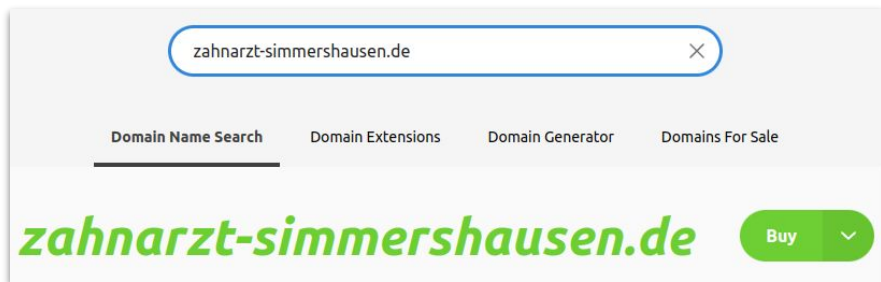 zahnarzt-simmershausen.de
Domain Name Search Domain Extensions Domain Generator Domains For Sale
zahnarzt-simmershausen.de Buy